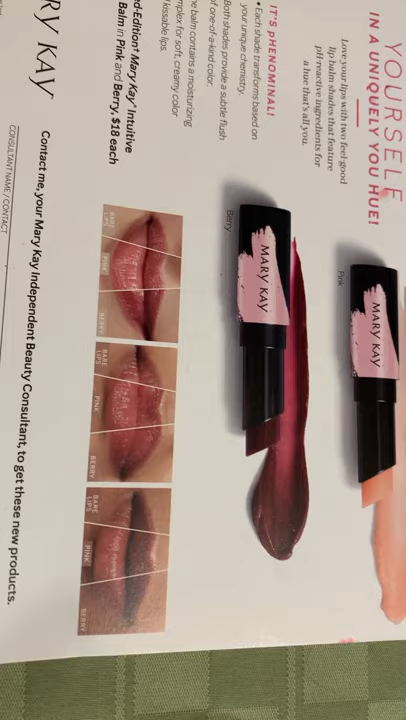 YOURSELF
IN A UNIQUELY YOU HUE!
Love your lips with two feel-good
lip balm shades that feature
pH reactive ingredients for
a hue that's all you.
IT'S pHENOMINAL!
• Each shade transforms based on
your unique chemistry.
Both shades provide a subtle flush
of one-of-a-kind color.
e balm contains a moisturizing
mplex for soft, creamy color
kissable lips.
d-Edition† Mary Kay® Intuitive
Balm in Pink and Berry, $18 each
MARY KAY
Pink
MARY KAY
Berry
BARE
LIPS
PINK
BERRY
BARE
LIPS
PINK
BERRY
BARE
LIPS
PINK
BERRY
RY KAY
Contact me, your Mary Kay Independent Beauty Consultant, to get these new products.
CONSULTANT NAME / CONTACT